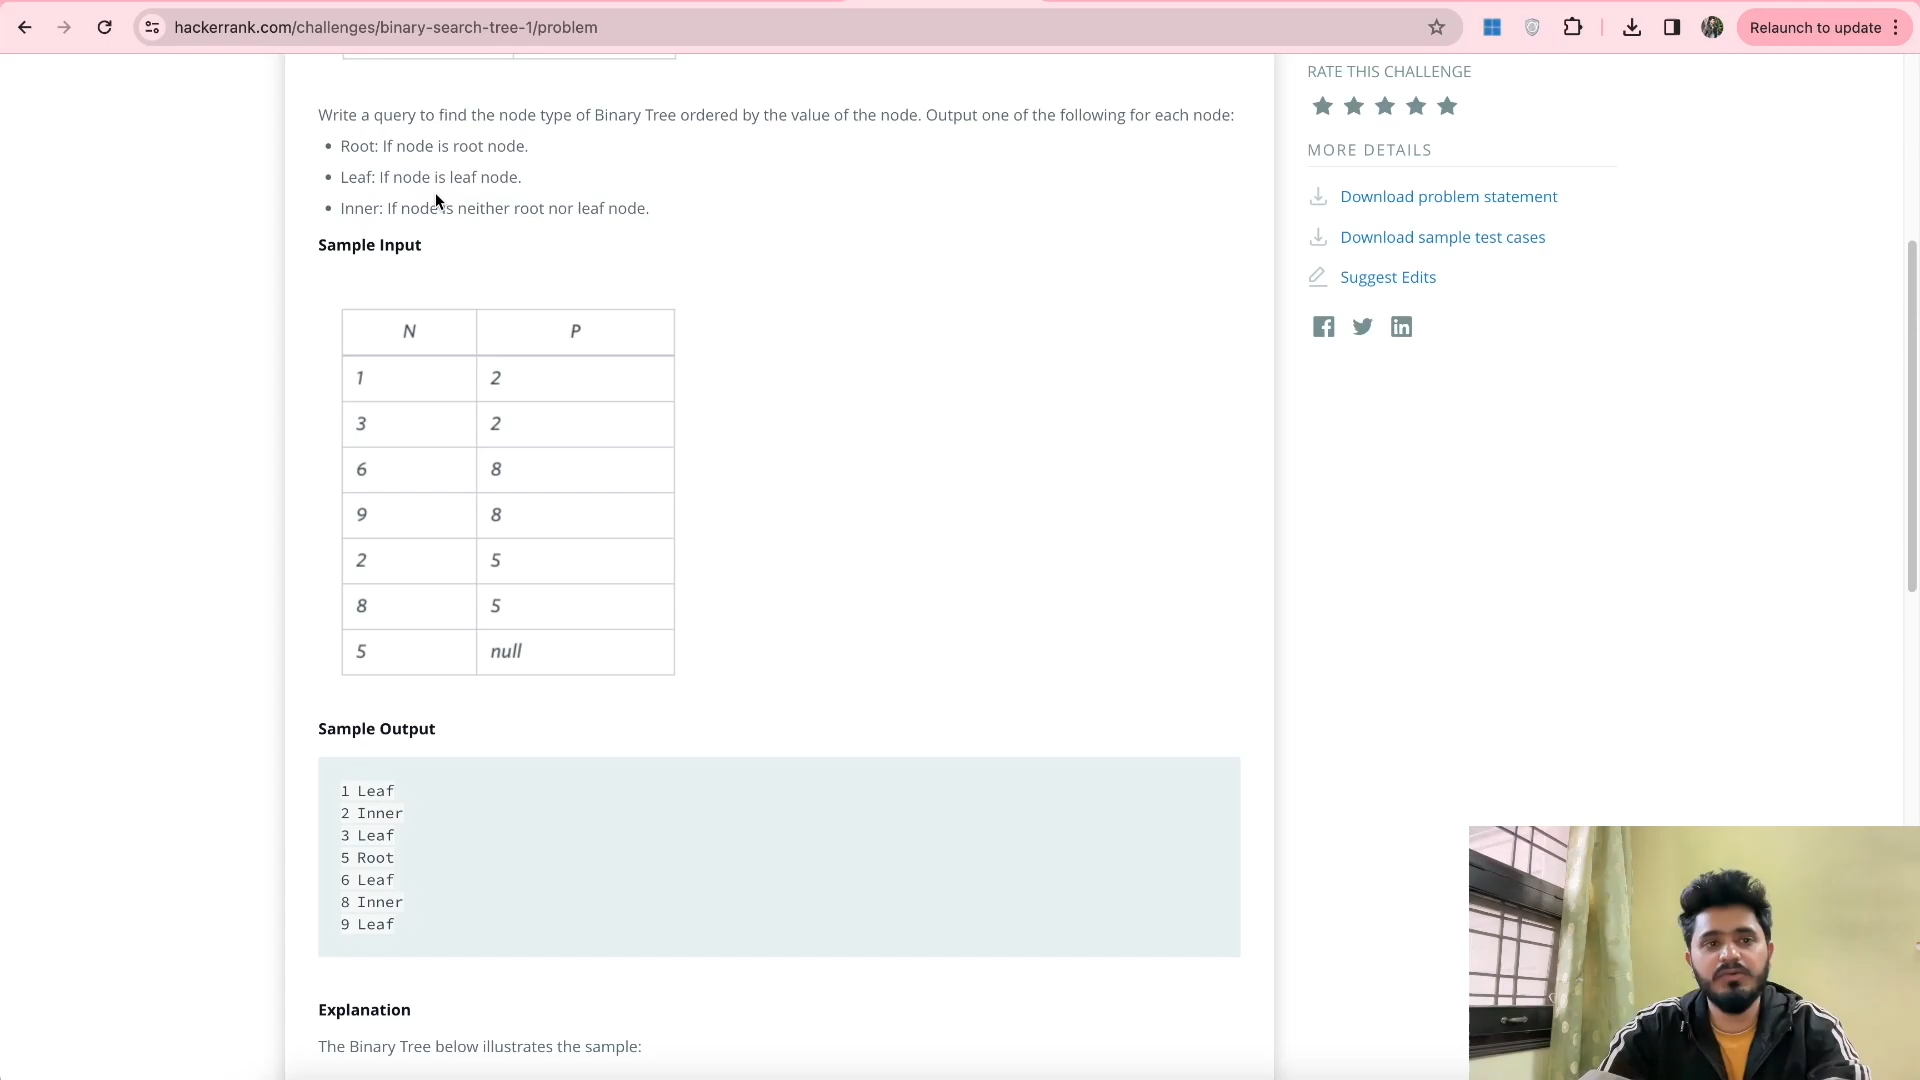 hackerrank.com/challenges/binary-search-tree-1/problem
Relaunch to update
Write a query to find the node type of Binary Tree ordered by the value of the node. Output one of the following for each node:
Root: If node is root node.
Leaf: If node is leaf node.
Inner: If node is neither root nor leaf node.
Sample Input
N P
1 2
3 2
6 8
9 8
2 5
8 5
5 null
Sample Output
1 Leaf
2 Inner
3 Leaf
5 Root
6 Leaf
8 Inner
9 Leaf
Explanation
The Binary Tree below illustrates the sample:
RATE THIS CHALLENGE
MORE DETAILS
Download problem statement
Download sample test cases
Suggest Edits